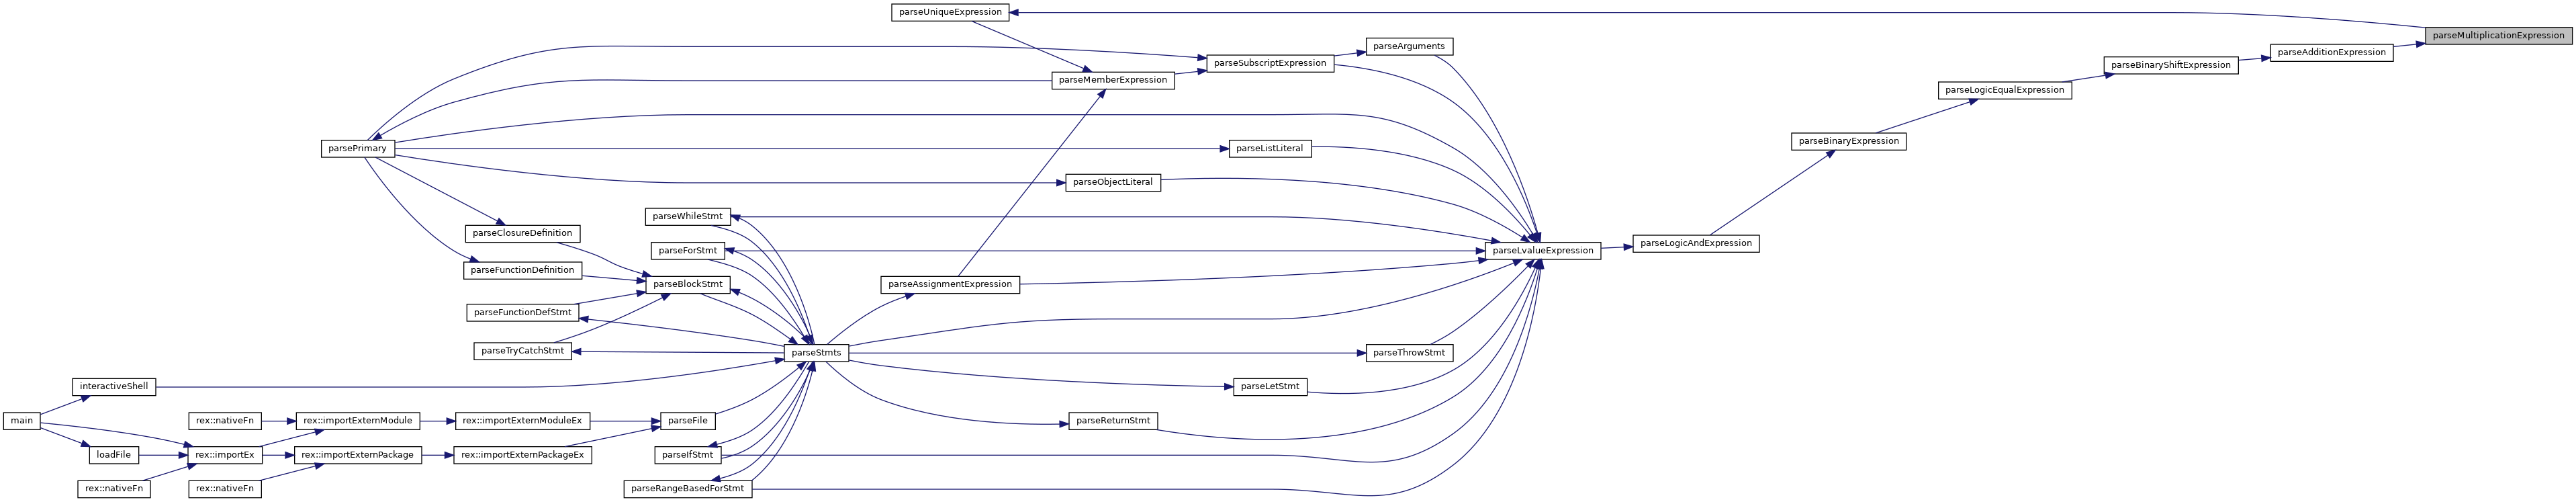 parseUniqueExpression
parseMultiplicationExpression
parseArguments
parseAdditionExpression
parseSubscriptExpression
parseBinaryShiftExpression
parseMemberExpression
parseLogicEqualExpression
parseBinaryExpression
parsePrimary
parseListLiteral
parseObjectLiteral
parseWhileStmt
parseClosureDefinition
parseLogicAndExpression
parseForStmt
parseLvalueExpression
parseFunctionDefinition
parseBlockStmt
parseAssignmentExpression
parseFunctionDefStmt
parseTryCatchStmt
parseStmts
parseThrowStmt
interactiveShell
parseLetStmt
main
rex::nativeFn
rex::importExternModule
rex::importExternModuleEx
parseFile
parseReturnStmt
loadFile
rex::importEx
rex::importExternPackage
rex::importExternPackageEx
parseIfStmt
rex::nativeFn
rex::nativeFn
parseRangeBasedForStmt